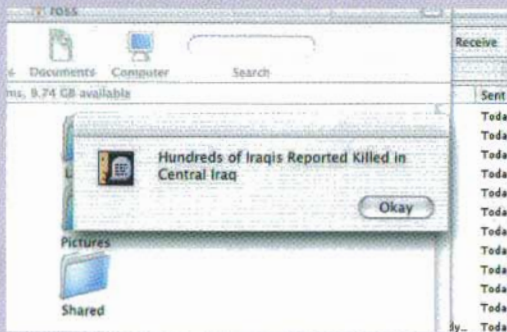 ross
Receive
s Documents Computer Search
ms, 9.74 GB available
Sent
Toda
Toda
Hundreds of Iraqis Reported Killed in
Central Iraq
Toda
Toda
Toda
Okay
Toda
Toda
Pictures
Toda
Toda
Toda
Shared
Toda
Toda